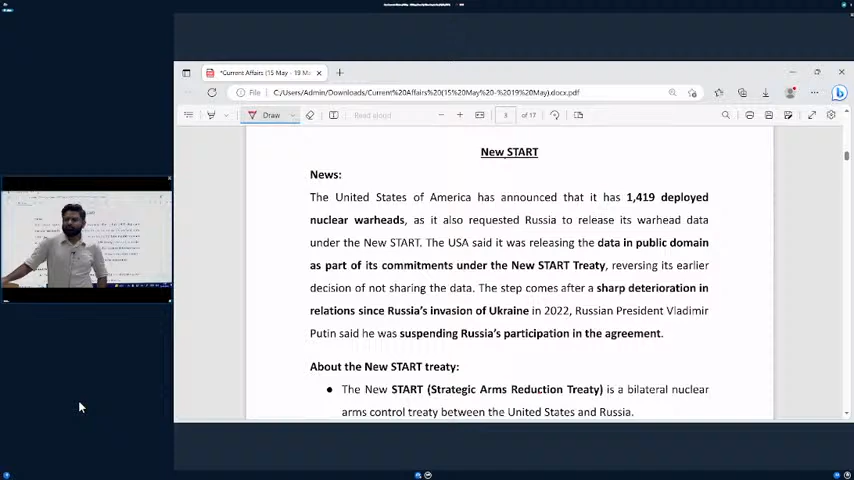 *Current Affairs (15 May - 19 Ma
File
C:/Users/Admin/Downloads/Current%20Affairs%20(15%20May%20-%2019%20May).docx.pdf
Draw
Read aloud
3
of 17
New START
News:
The United States of America has announced that it has 1,419 deployed
nuclear warheads, as it also requested Russia to release its warhead data
under the New START. The USA said it was releasing the data in public domain
as part of its commitments under the New START Treaty, reversing its earlier
decision of not sharing the data. The step comes after a sharp deterioration in
relations since Russia's invasion of Ukraine in 2022, Russian President Vladimir
Putin said he was suspending Russia's participation in the agreement.
About the New START treaty:
● The New START (Strategic Arms Reduction Treaty) is a bilateral nuclear
arms control treaty between the United States and Russia.